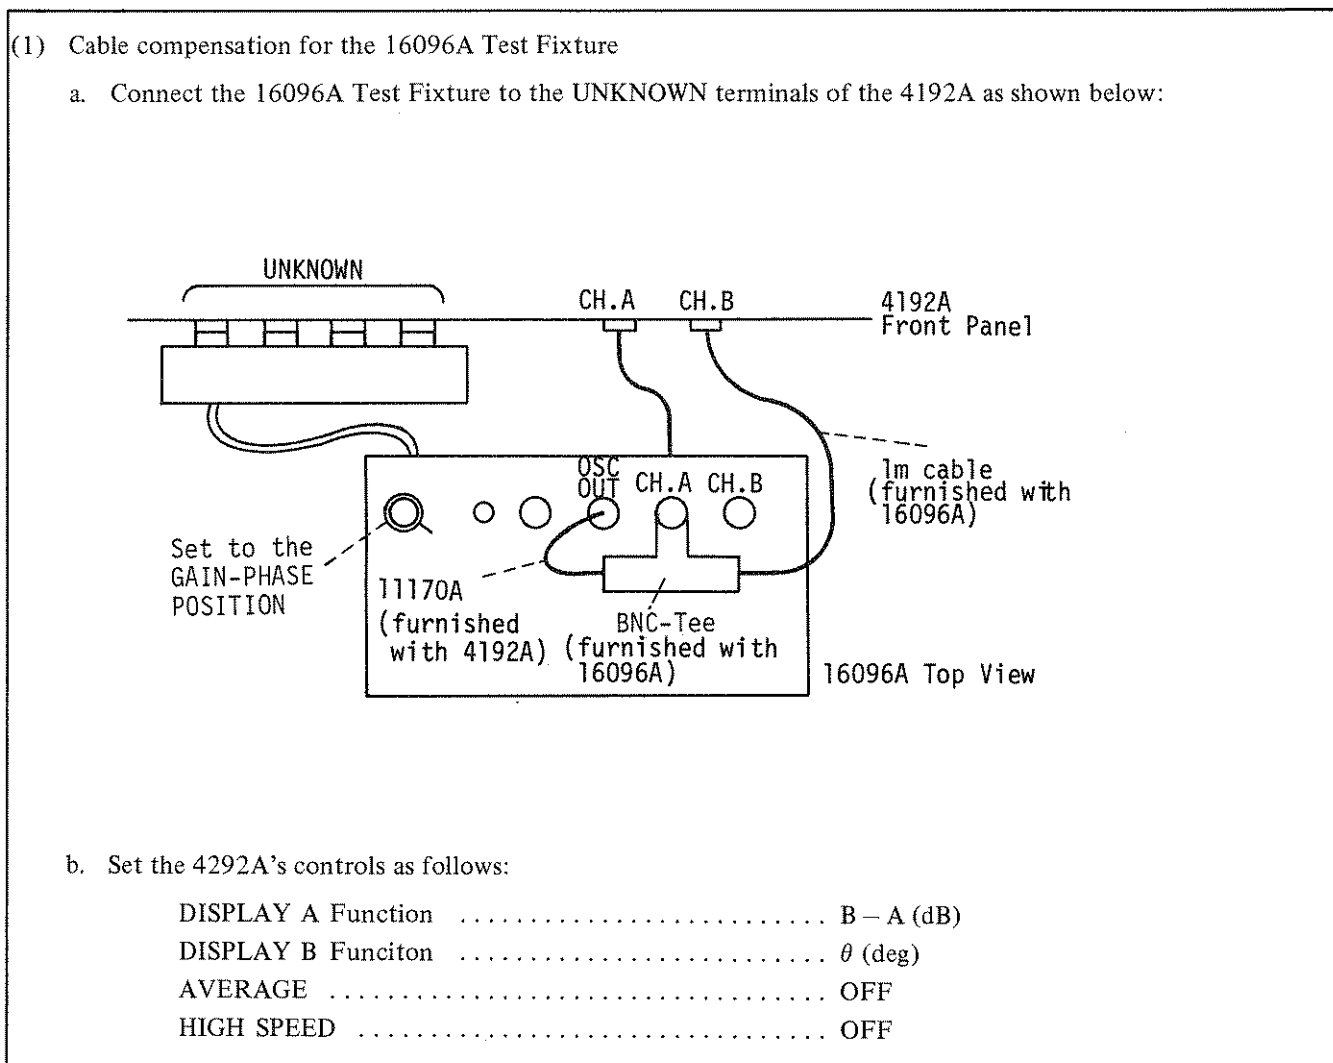 (1) Cable compensation for the 16096A Test Fixture
a. Connect the 16096A Test Fixture to the UNKNOWN terminals of the 4192A as shown below:
UNKNOWN
CH.A CH.B
4192A
Front Panel
OSC
OUT CH.A CH.B
1m cable
(furnished with
16096A)
Set to the
GAIN-PHASE
POSITION
11170A
(furnished
with 4192A)
BNC-Tee
(furnished with
16096A)
16096A Top View
b. Set the 4292A's controls as follows:
DISPLAY A Function ........................... B – A (dB)
DISPLAY B Funciton ........................... θ (deg)
AVERAGE .................................... OFF
HIGH SPEED .................................. OFF